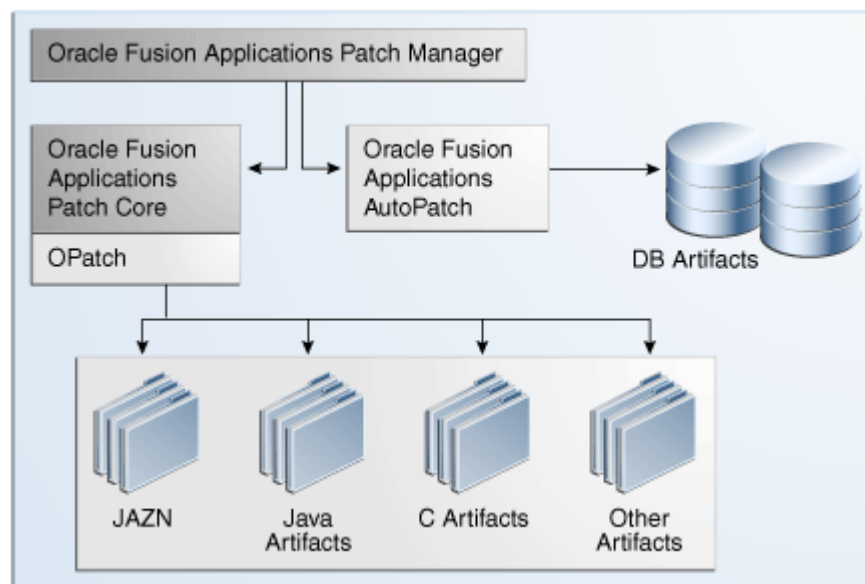 Oracle Fusion Applications Patch Manager
Oracle Fusion
Applications
Patch Core
OPatch
Oracle Fusion
Applications
AutoPatch
DB Artifacts
JAZN
Java
Artifacts
C Artifacts
Other
Artifacts